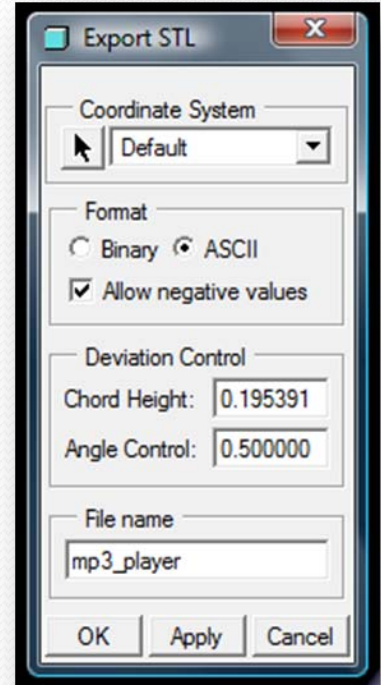 Export STL
Coordinate System
Default
Format
Binary ASCII
Allow negative values
Deviation Control
Chord Height: 0.195391
Angle Control: 0.500000
File name
mp3_player
OK Apply Cancel